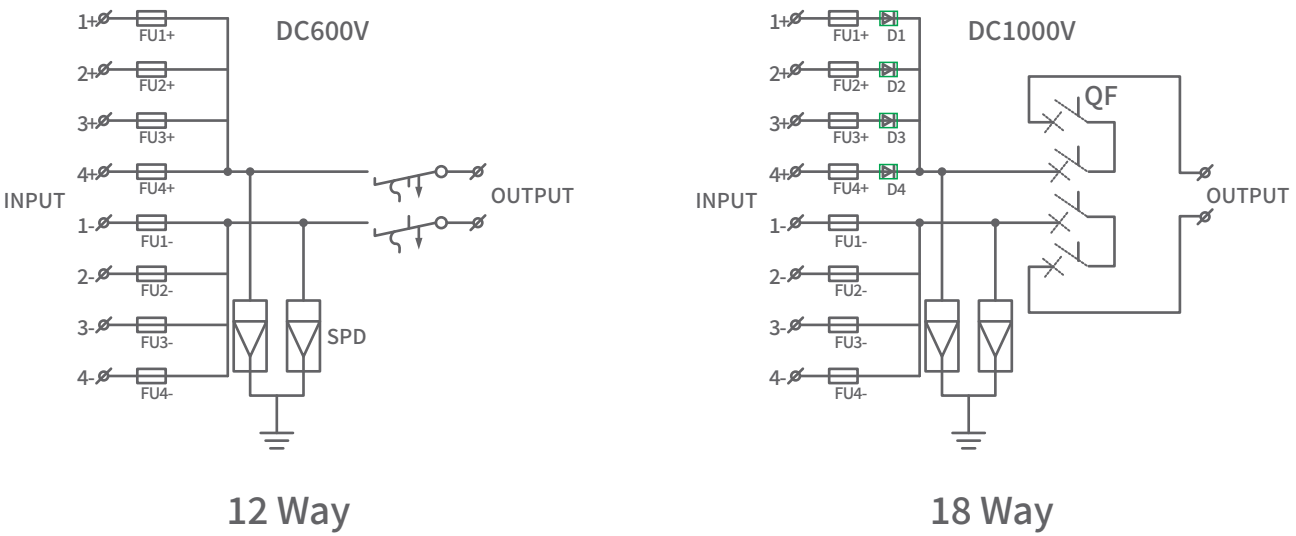 1+
FU1+
DC600V
2+
FU2+
3+
FU3+
4+
FU4+
INPUT
OUTPUT
1-
FU1-
2-
FU2-
3-
FU3-
SPD
4-
FU4-
12 Way
1+
FU1+ D1
DC1000V
2+
FU2+ D2
QF
3+
FU3+ D3
4+
FU4+ D4
INPUT
OUTPUT
1-
FU1-
2-
FU2-
3-
FU3-
4-
FU4-
18 Way